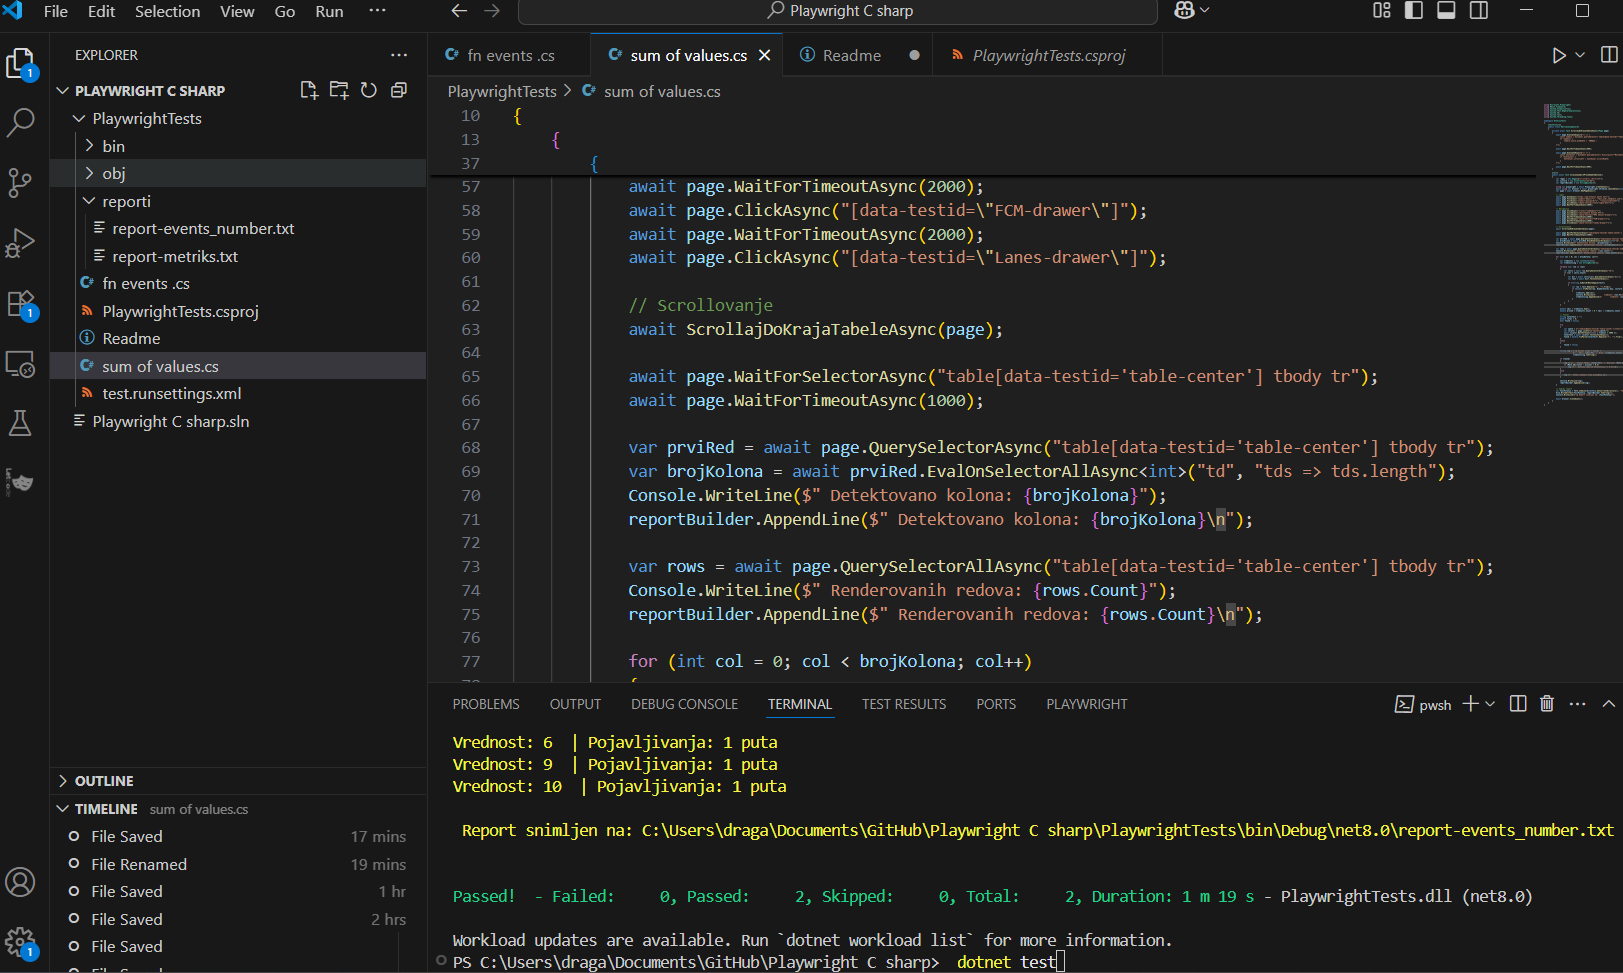 File Edit Selection View Go Run ··· Playwright C sharp
EXPLORER ···
PLAYWRIGHT C SHARP
PlaywrightTests
bin
obj
reporti
report-events_number.txt
report-metriks.txt
fn events .cs
PlaywrightTests.csproj
Readme
sum of values.cs
test.runsettings.xml
Playwright C sharp.sln
OUTLINE
TIMELINE sum of values.cs
File Saved 17 mins
File Renamed 19 mins
File Saved 1 hr
File Saved 2 hrs
File Saved
1
1
1
fn events .cs sum of values.cs Readme PlaywrightTests.csproj
PlaywrightTests > sum of values.cs
10 {
13 {
37 {
57 await page.WaitForTimeoutAsync(2000);
58 await page.ClickAsync("[data-testid=\"FCM-drawer\"]");
59 await page.WaitForTimeoutAsync(2000);
60 await page.ClickAsync("[data-testid=\"Lanes-drawer\"]");
61
62 // Scrollovanje
63 await ScrollajDoKrajaTabeleAsync(page);
64
65 await page.WaitForSelectorAsync("table[data-testid='table-center'] tbody tr");
66 await page.WaitForTimeoutAsync(1000);
67
68 var prviRed = await page.QuerySelectorAsync("table[data-testid='table-center'] tbody tr");
69 var brojKolona = await prviRed.EvalOnSelectorAllAsync<int>("td", "tds => tds.length");
70 Console.WriteLine($" Detektovano kolona: {brojKolona}");
71 reportBuilder.AppendLine($" Detektovano kolona: {brojKolona}\n");
72
73 var rows = await page.QuerySelectorAllAsync("table[data-testid='table-center'] tbody tr");
74 Console.WriteLine($" Renderovanih redova: {rows.Count}");
75 reportBuilder.AppendLine($" Renderovanih redova: {rows.Count}\n");
76
77 for (int col = 0; col < brojKolona; col++)
PROBLEMS OUTPUT DEBUG CONSOLE TERMINAL TEST RESULTS PORTS PLAYWRIGHT pwsh
Vrednost: 6 | Pojavljivanja: 1 puta
Vrednost: 9 | Pojavljivanja: 1 puta
Vrednost: 10 | Pojavljivanja: 1 puta
Report snimljen na: C:\Users\draga\Documents\GitHub\Playwright C sharp\PlaywrightTests\bin\Debug\net8.0\report-events_number.txt
Passed! - Failed: 0, Passed: 2, Skipped: 0, Total: 2, Duration: 1 m 19 s - PlaywrightTests.dll (net8.0)
Workload updates are available. Run `dotnet workload list` for more information.
PS C:\Users\draga\Documents\GitHub\Playwright C sharp> dotnet test